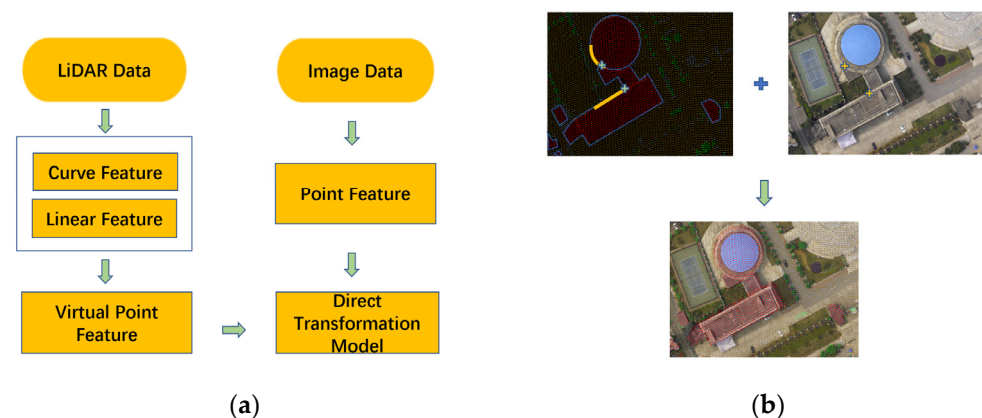 LiDAR Data
Image Data
Curve Feature
Linear Feature
Point Feature
Virtual Point
Feature
Direct
Transformation
Model
(a)
(b)